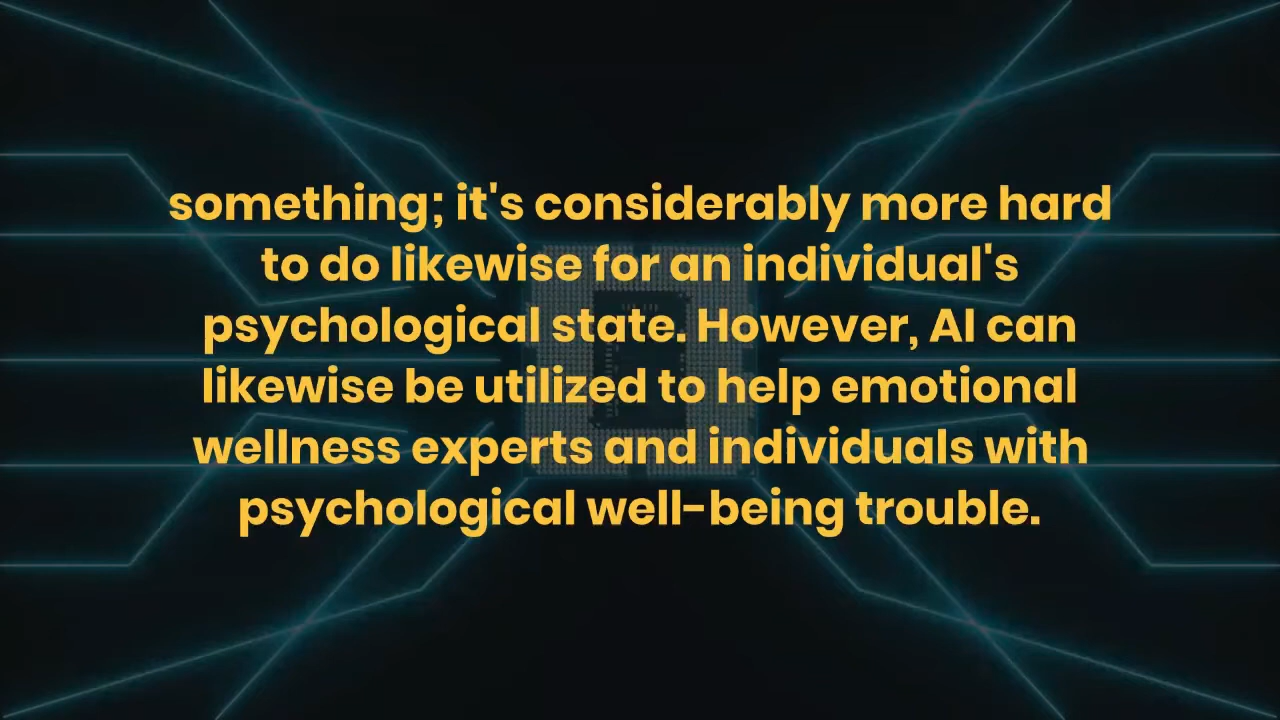 something; it's considerably more hard
to do likewise for an individual's
psychological state. However, AI can
likewise be utilized to help emotional
wellness experts and individuals with
psychological well-being trouble.